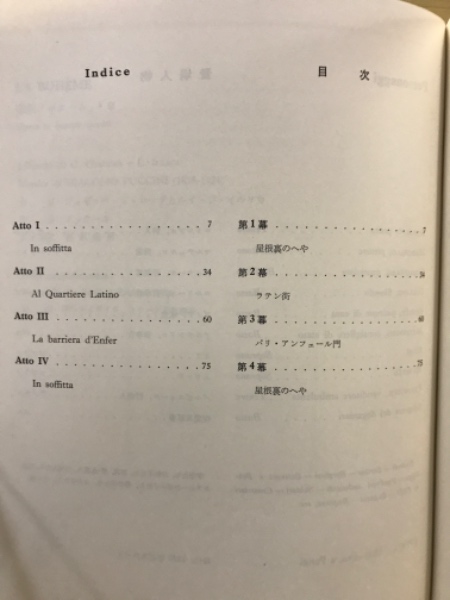 Indice
目 次
Atto I . . . . . . . . . . . . . . . . . . 7
In soffitta
Atto II . . . . . . . . . . . . . . . . . . 34
Al Quartiere Latino
Atto III . . . . . . . . . . . . . . . . . . 60
La barriera d'Enfer
Atto IV . . . . . . . . . . . . . . . . . . 75
In soffitta
第1幕 . . . . . . . . . . . . . . . . . . 7
屋根裏のへや
第2幕 . . . . . . . . . . . . . . . . . . 34
ラテン街
第3幕 . . . . . . . . . . . . . . . . . . 60
パリ・アンフェール門
第4幕 . . . . . . . . . . . . . . . . . . 75
屋根裏のへや